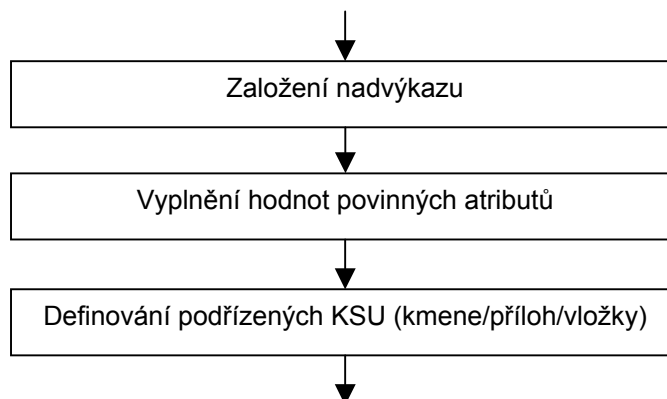 Založení nadvýkazu
Vyplnění hodnot povinných atributů
Definování podřízených KSU (kmene/příloh/vložky)